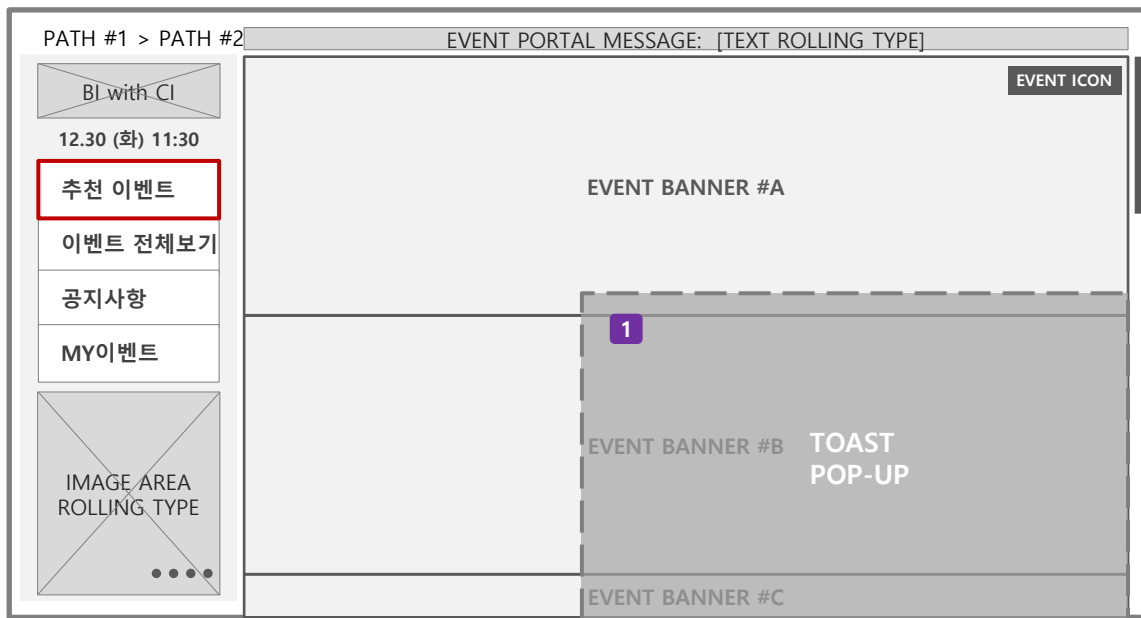 PATH #1 > PATH #2
EVENT PORTAL MESSAGE:  [TEXT ROLLING TYPE]
BI with CI
12.30 (화) 11:30
추천 이벤트
이벤트 전체보기
공지사항
MY이벤트
IMAGE AREA
ROLLING TYPE
EVENT ICON
EVENT BANNER #A
1
EVENT BANNER #B
TOAST
POP-UP
EVENT BANNER #C